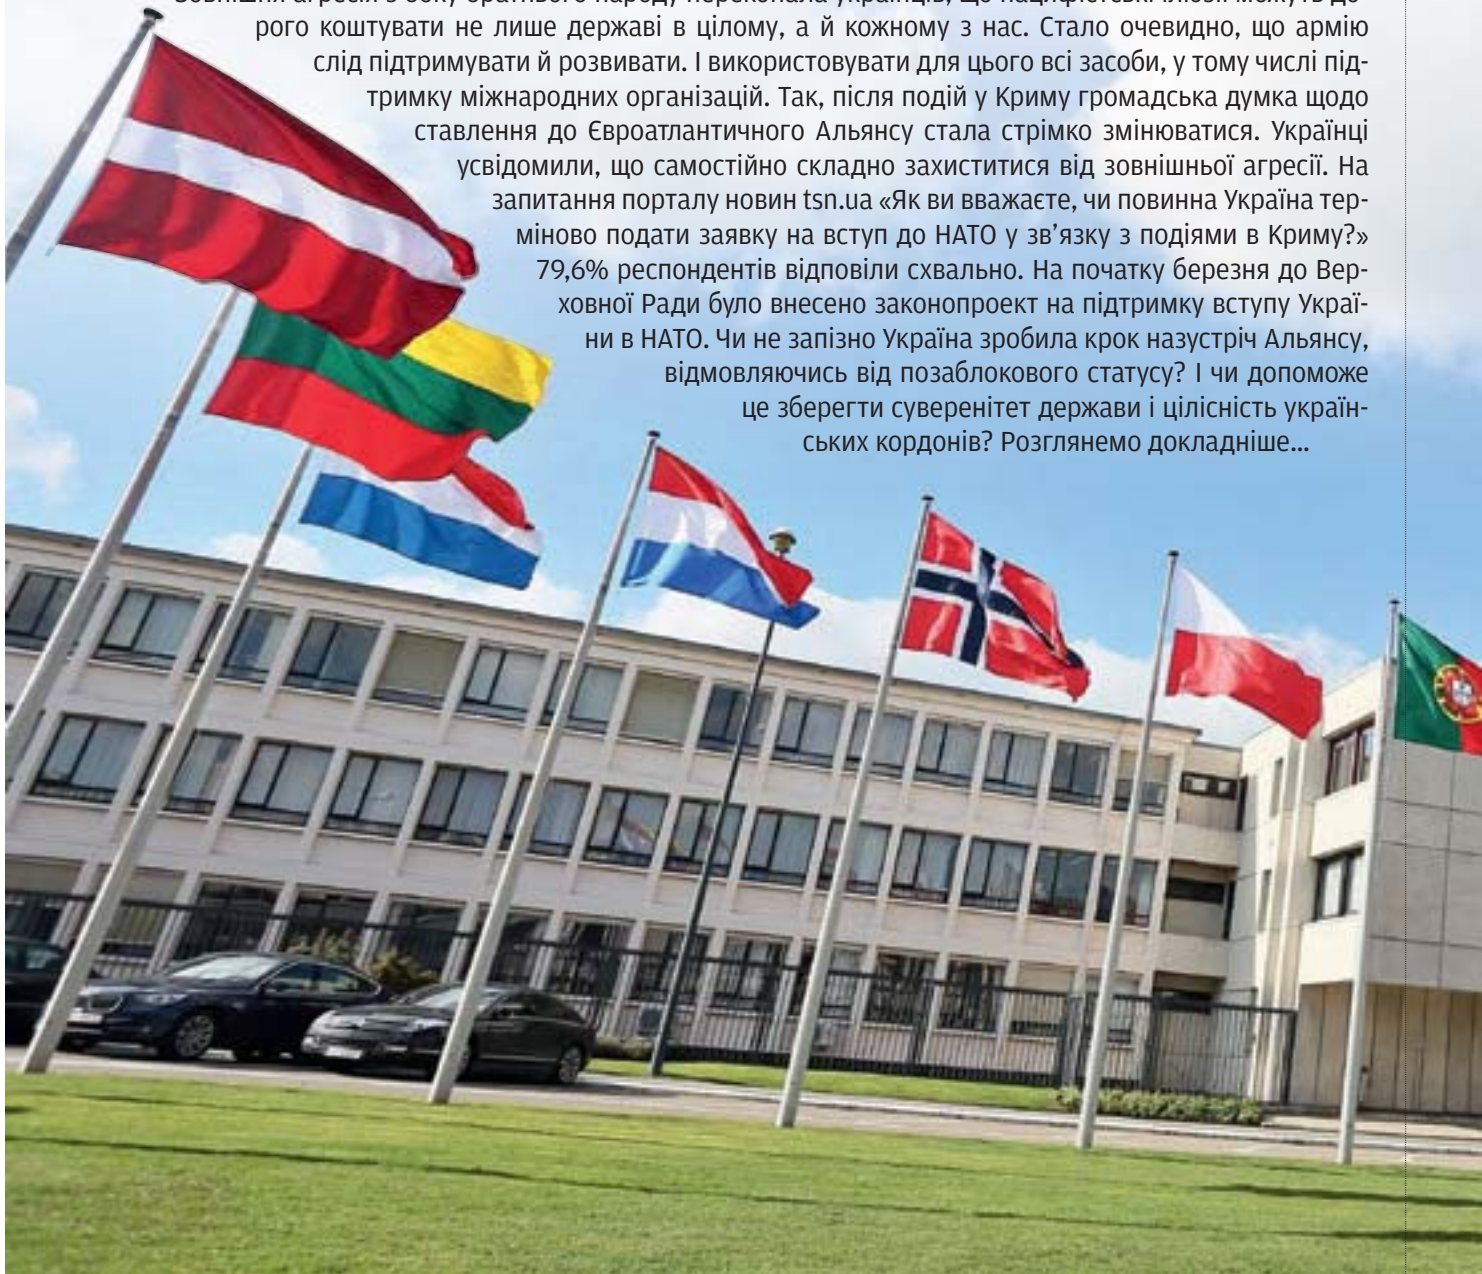 рого коштувати не лише державі в цілому, а й кожному з нас. Стало очевидно, що армію
слід підтримувати й розвивати. І використовувати для цього всі засоби, у тому числі під-
тримку міжнародних організацій. Так, після подій у Криму громадська думка щодо
ставлення до Євроатлантичного Альянсу стала стрімко змінюватися. Українці
усвідомили, що самостійно складно захиститися від зовнішньої агресії. На
запитання порталу новин tsn.ua «Як ви вважаєте, чи повинна Україна тер-
міново подати заявку на вступ до НАТО у зв’язку з подіями в Криму?»
79,6% респондентів відповіли схвально. На початку березня до Вер-
ховної Ради було внесено законопроект на підтримку вступу Украї-
ни в НАТО. Чи не запізно Україна зробила крок назустріч Альянсу,
відмовляючись від позаблокового статусу? І чи допоможе
це зберегти суверенітет держави і цілісність україн-
ських кордонів? Розглянемо докладніше...